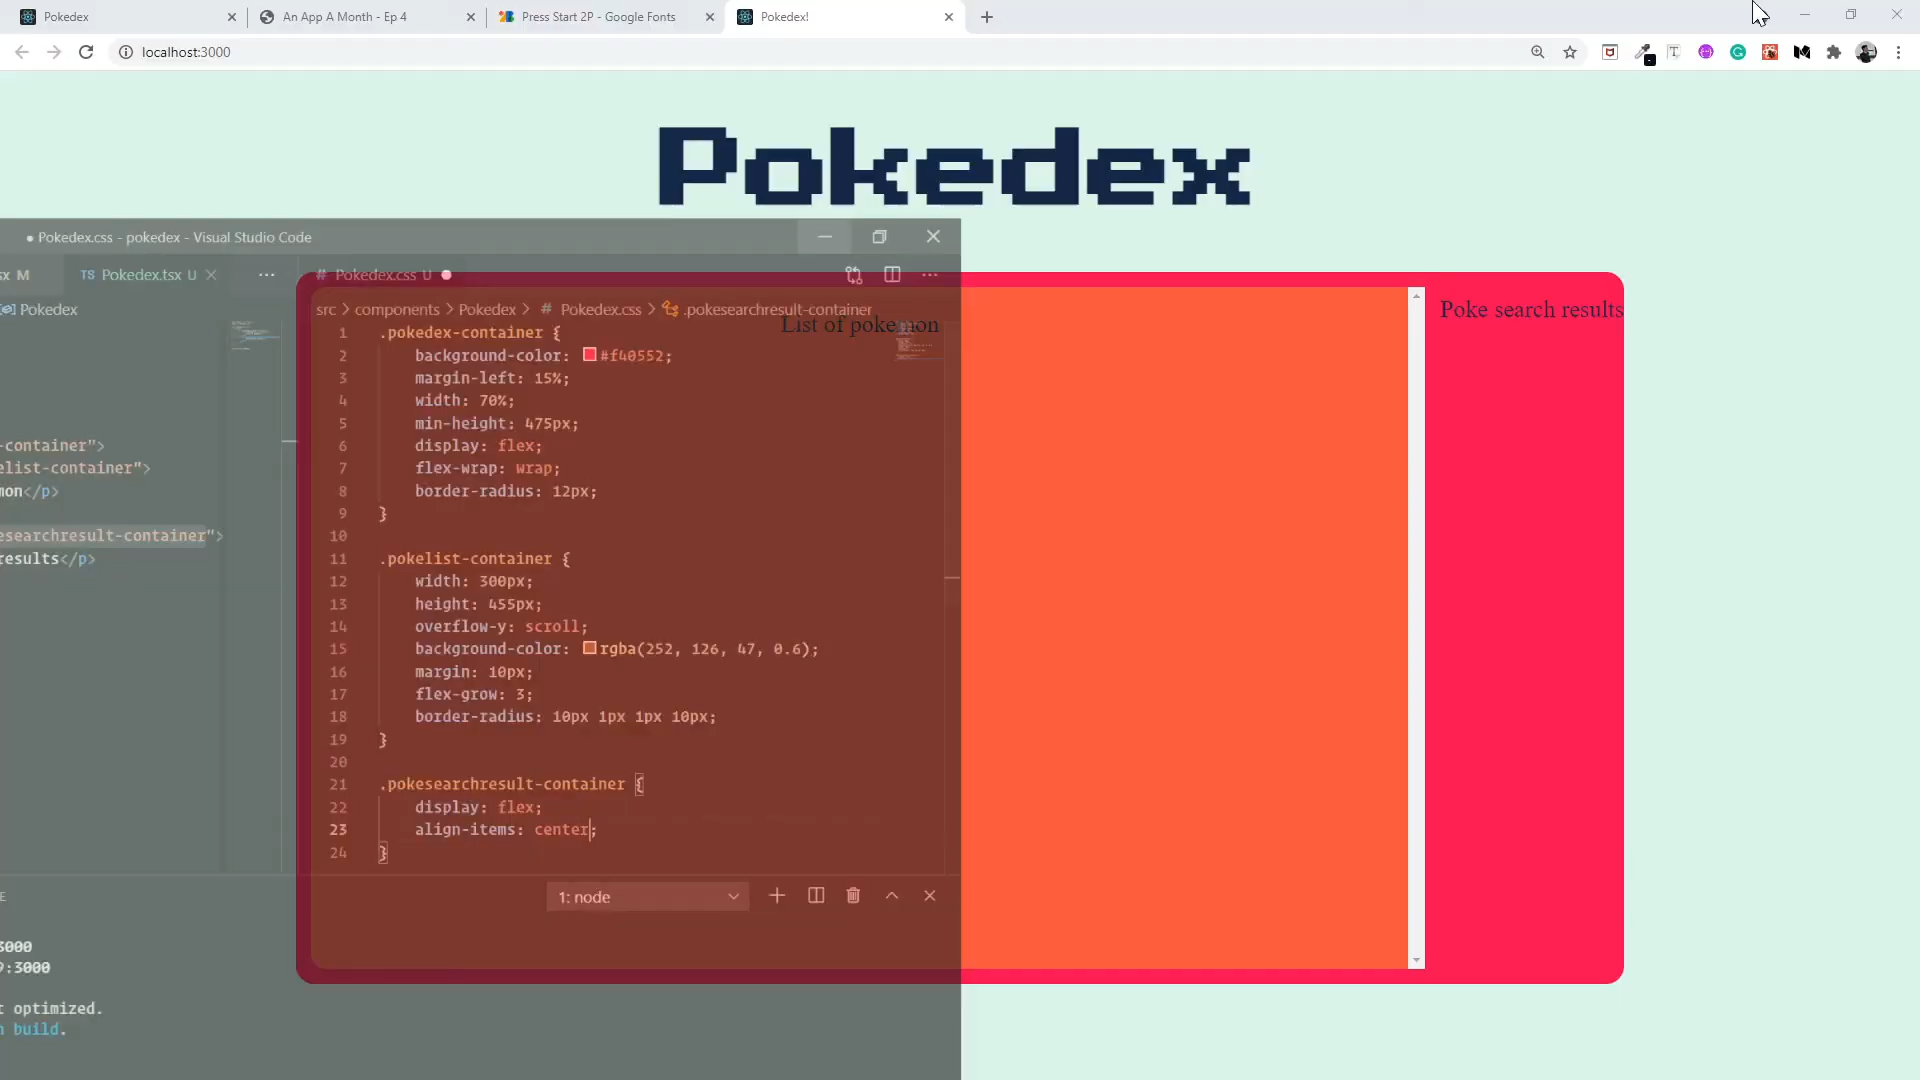 Pokedex
An App A Month - Ep 4
Press Start 2P - Google Fonts
Pokedex!
localhost:3000
Pokedex
● Pokedex.css - pokedex - Visual Studio Code
sx M
TS Pokedex.tsx U
# Pokedex.css U
Pokedex
src > components > Pokedex > # Pokedex.css > .pokesearchresult-container
List of pokemon
Poke search results
-container">
elist-container">
mon</p>
esearchresult-container">
results</p>
1 .pokedex-container {
2 background-color: #f40552;
3 margin-left: 15%;
4 width: 70%;
5 min-height: 475px;
6 display: flex;
7 flex-wrap: wrap;
8 border-radius: 12px;
9 }
10
11 .pokelist-container {
12 width: 300px;
13 height: 455px;
14 overflow-y: scroll;
15 background-color: rgba(252, 126, 47, 0.6);
16 margin: 10px;
17 flex-grow: 3;
18 border-radius: 10px 1px 1px 10px;
19 }
20
21 .pokesearchresult-container {
22 display: flex;
23 align-items: center;
24 }
E
1: node
3000
9:3000
t optimized.
n build.